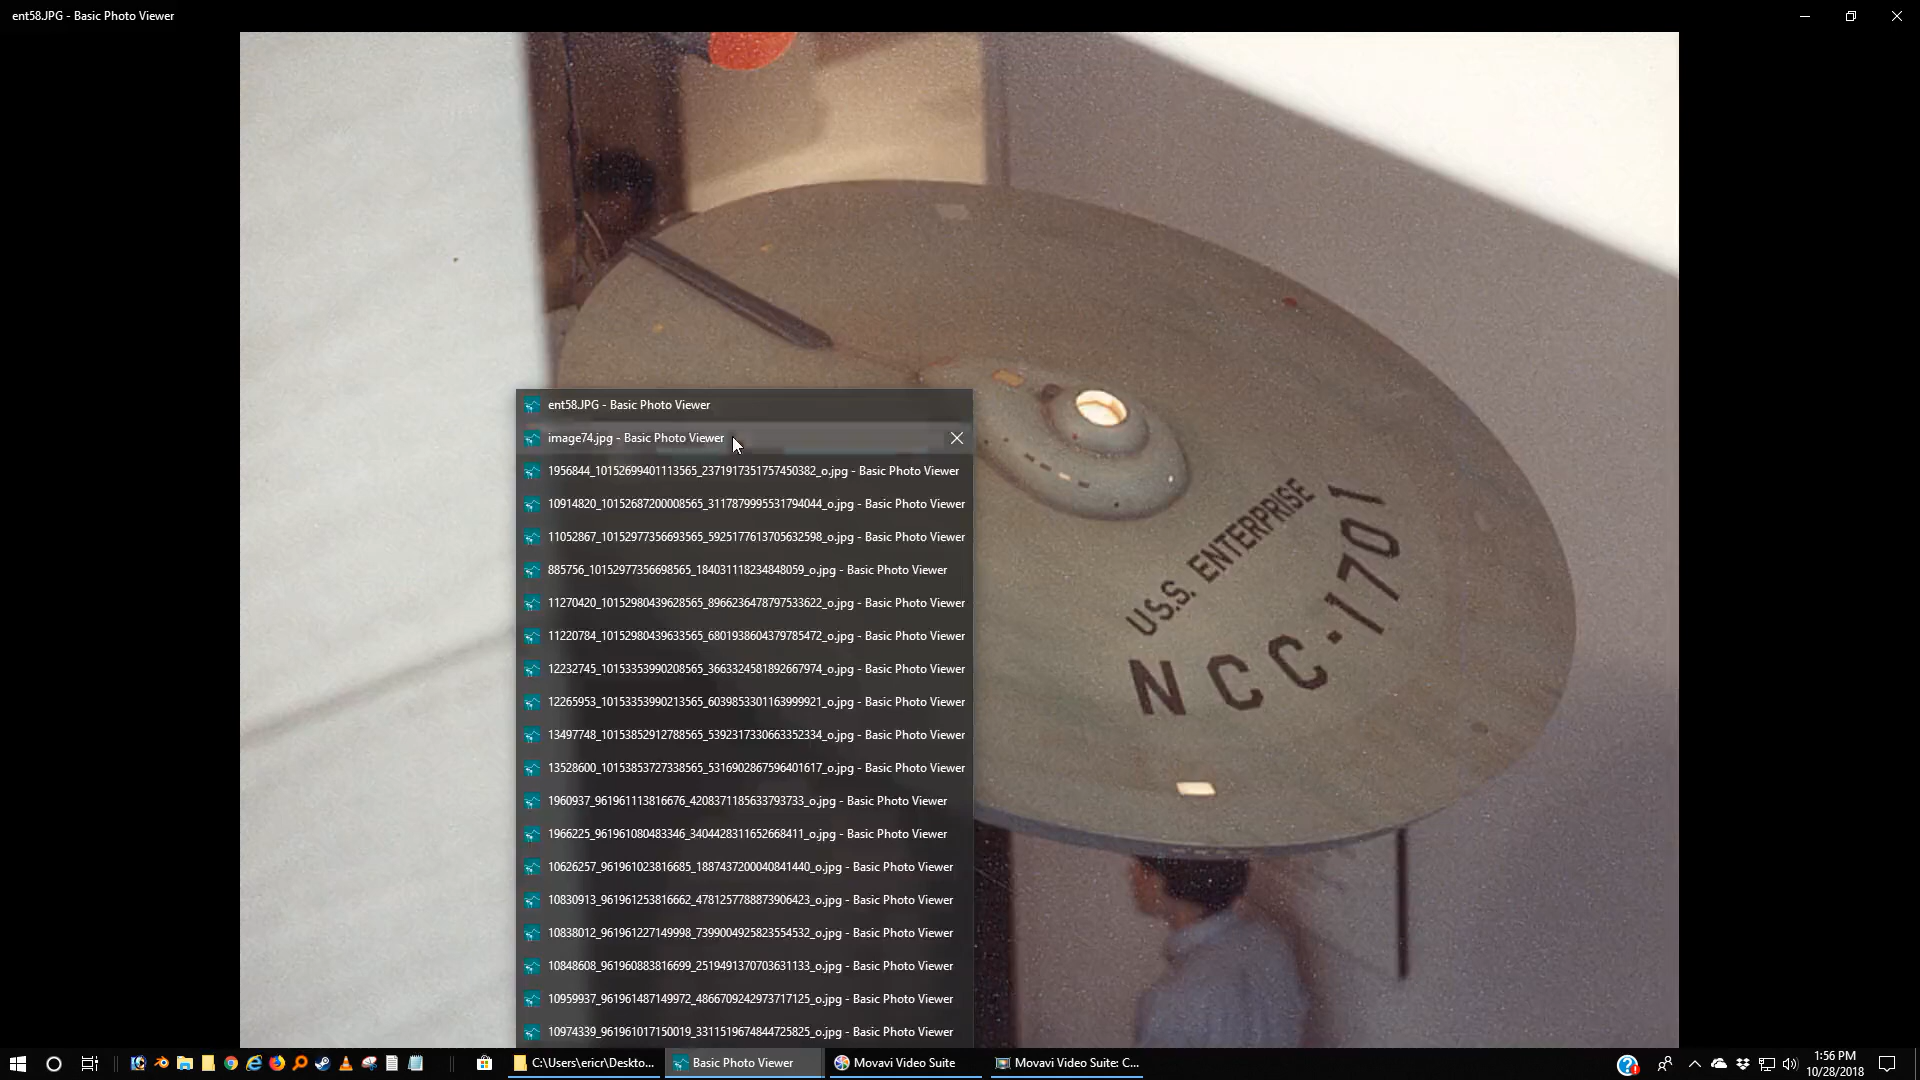 ent58.JPG - Basic Photo Viewer
ent58.JPG - Basic Photo Viewer
image74.jpg - Basic Photo Viewer
1956844_10152699401113565_2371917351757450382_o.jpg - Basic Photo Viewer
10914820_10152687200008565_3117879995531794044_o.jpg - Basic Photo Viewer
11052867_10152977356693565_5925177613705632598_o.jpg - Basic Photo Viewer
885756_10152977356698565_184031118234848059_o.jpg - Basic Photo Viewer
11270420_10152980439628565_8966236478797533622_o.jpg - Basic Photo Viewer
11220784_10152980439633565_6801938604379785472_o.jpg - Basic Photo Viewer
12232745_10153353990208565_3663324581892667974_o.jpg - Basic Photo Viewer
12265953_10153353990213565_6039853301163999921_o.jpg - Basic Photo Viewer
13497748_10153852912788565_5392317330663352334_o.jpg - Basic Photo Viewer
13528600_10153853727338565_5316902867596401617_o.jpg - Basic Photo Viewer
1960937_961961113816676_4208371185633793733_o.jpg - Basic Photo Viewer
1966225_961961080483346_3404428311652668411_o.jpg - Basic Photo Viewer
10626257_961961023816685_1887437200040841440_o.jpg - Basic Photo Viewer
10830913_961961253816662_4781257788873906423_o.jpg - Basic Photo Viewer
10838012_961961227149998_7399004925823554532_o.jpg - Basic Photo Viewer
10848608_961960883816699_2519491370703631133_o.jpg - Basic Photo Viewer
10959937_961961487149972_4866709242973717125_o.jpg - Basic Photo Viewer
10974339_961961017150019_3311519674844725825_o.jpg - Basic Photo Viewer
U.S.S. ENTERPRISE
NCC-1701
C:\Users\ericr\Deskto...
Basic Photo Viewer
Movavi Video Suite
Movavi Video Suite: C...
1:56 PM
10/28/2018